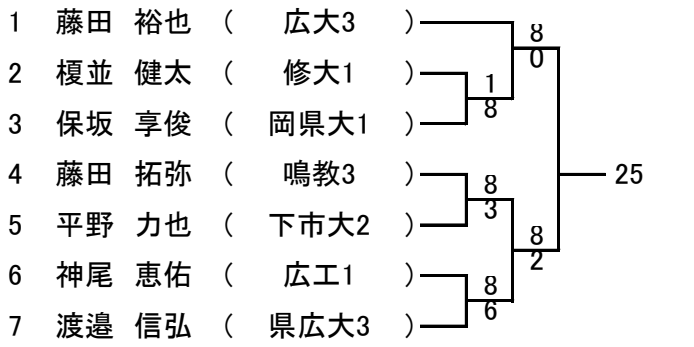 1 藤田 裕也 ( 広大3 )
8
0
2 榎並 健太 ( 修大1 )
1
8
3 保坂 享俊 ( 岡県大1 )
4 藤田 拓弥 ( 鳴教3 )
8
3
25
5 平野 力也 ( 下市大2 )
8
2
6 神尾 恵佑 ( 広工1 )
8
6
7 渡邉 信弘 ( 県広大3 )